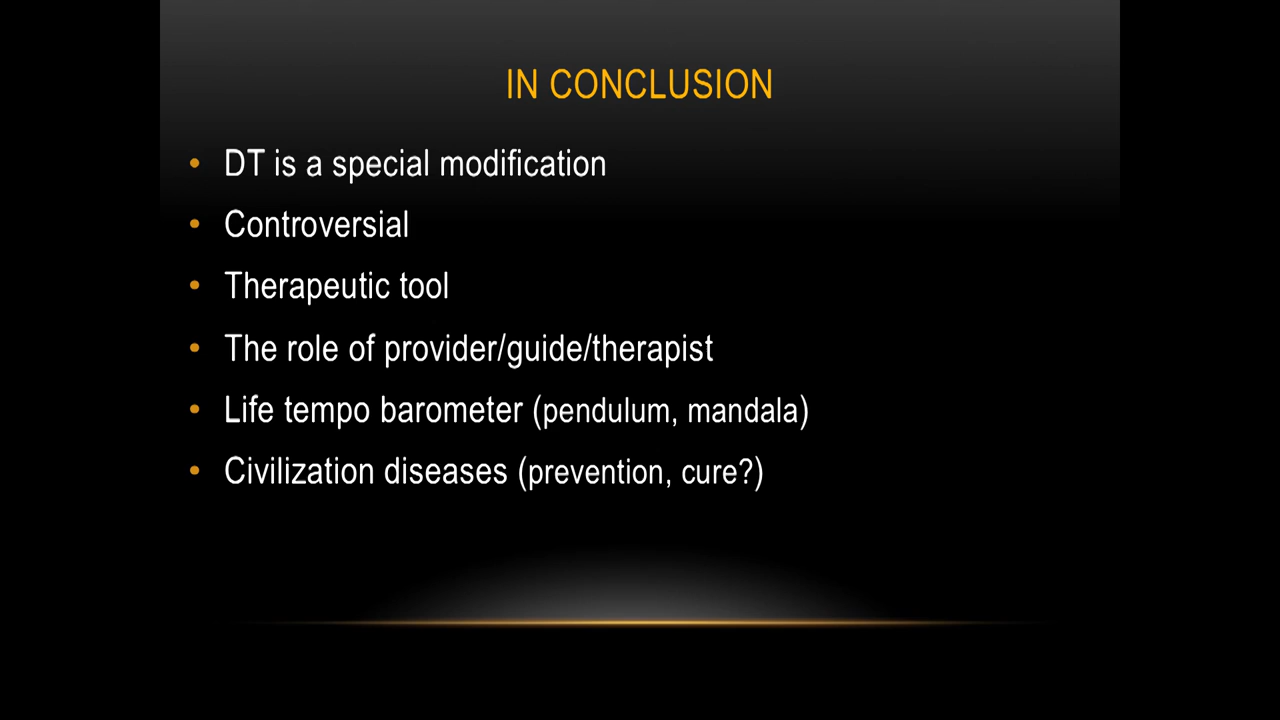 IN CONCLUSION
• DT is a special modification
• Controversial
• Therapeutic tool
• The role of provider/guide/therapist
• Life tempo barometer (pendulum, mandala)
• Civilization diseases (prevention, cure?)